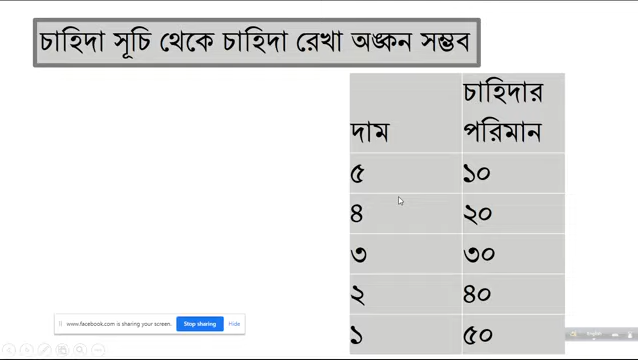 চাহিদা সূচি থেকে চাহিদা রেখা অঙ্কন সম্ভব
দাম চাহিদার পরিমান
৫ ১০
৪ ২০
৩ ৩০
২ ৪০
১ ৫০
www.facebook.com is sharing your screen. Stop sharing Hide
English